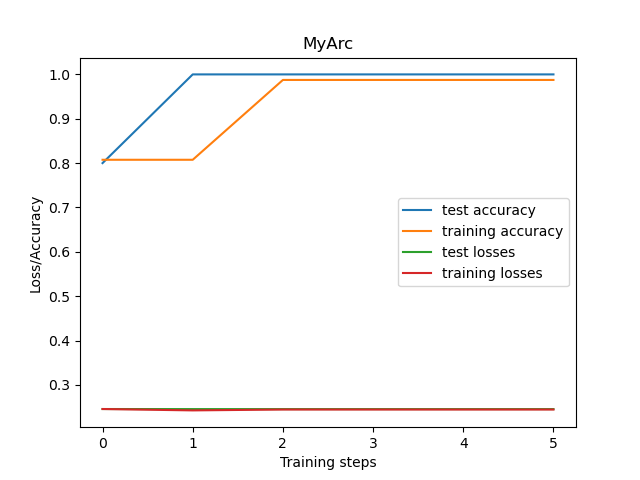 MyArc
1.0
0.9
0.8
0.7
0.6
0.5
0.4
0.3
Loss/Accuracy
test accuracy
training accuracy
test losses
training losses
0 1 2 3 4 5
Training steps